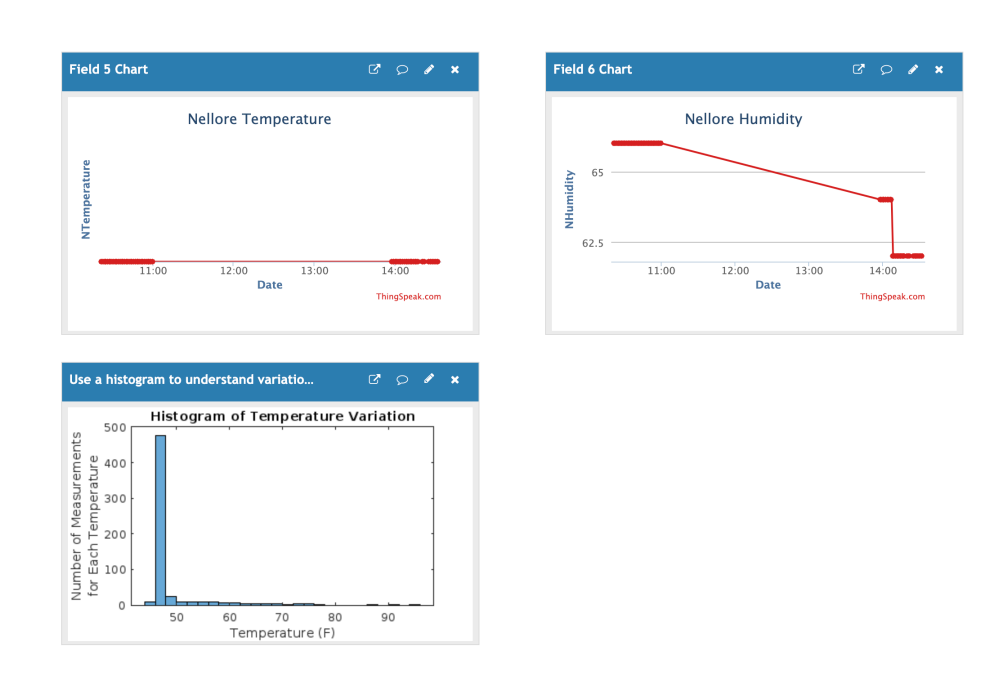 Field 5 Chart
Nellore Temperature
NTemperature
11:00
12:00
13:00
14:00
Date
ThingSpeak.com
Field 6 Chart
Nellore Humidity
NHumidity
65
62.5
11:00
12:00
13:00
14:00
Date
ThingSpeak.com
Use a histogram to understand variatio...
Histogram of Temperature Variation
Number of Measurements
for Each Temperature
500
400
300
200
100
0
50
60
70
80
90
Temperature (F)